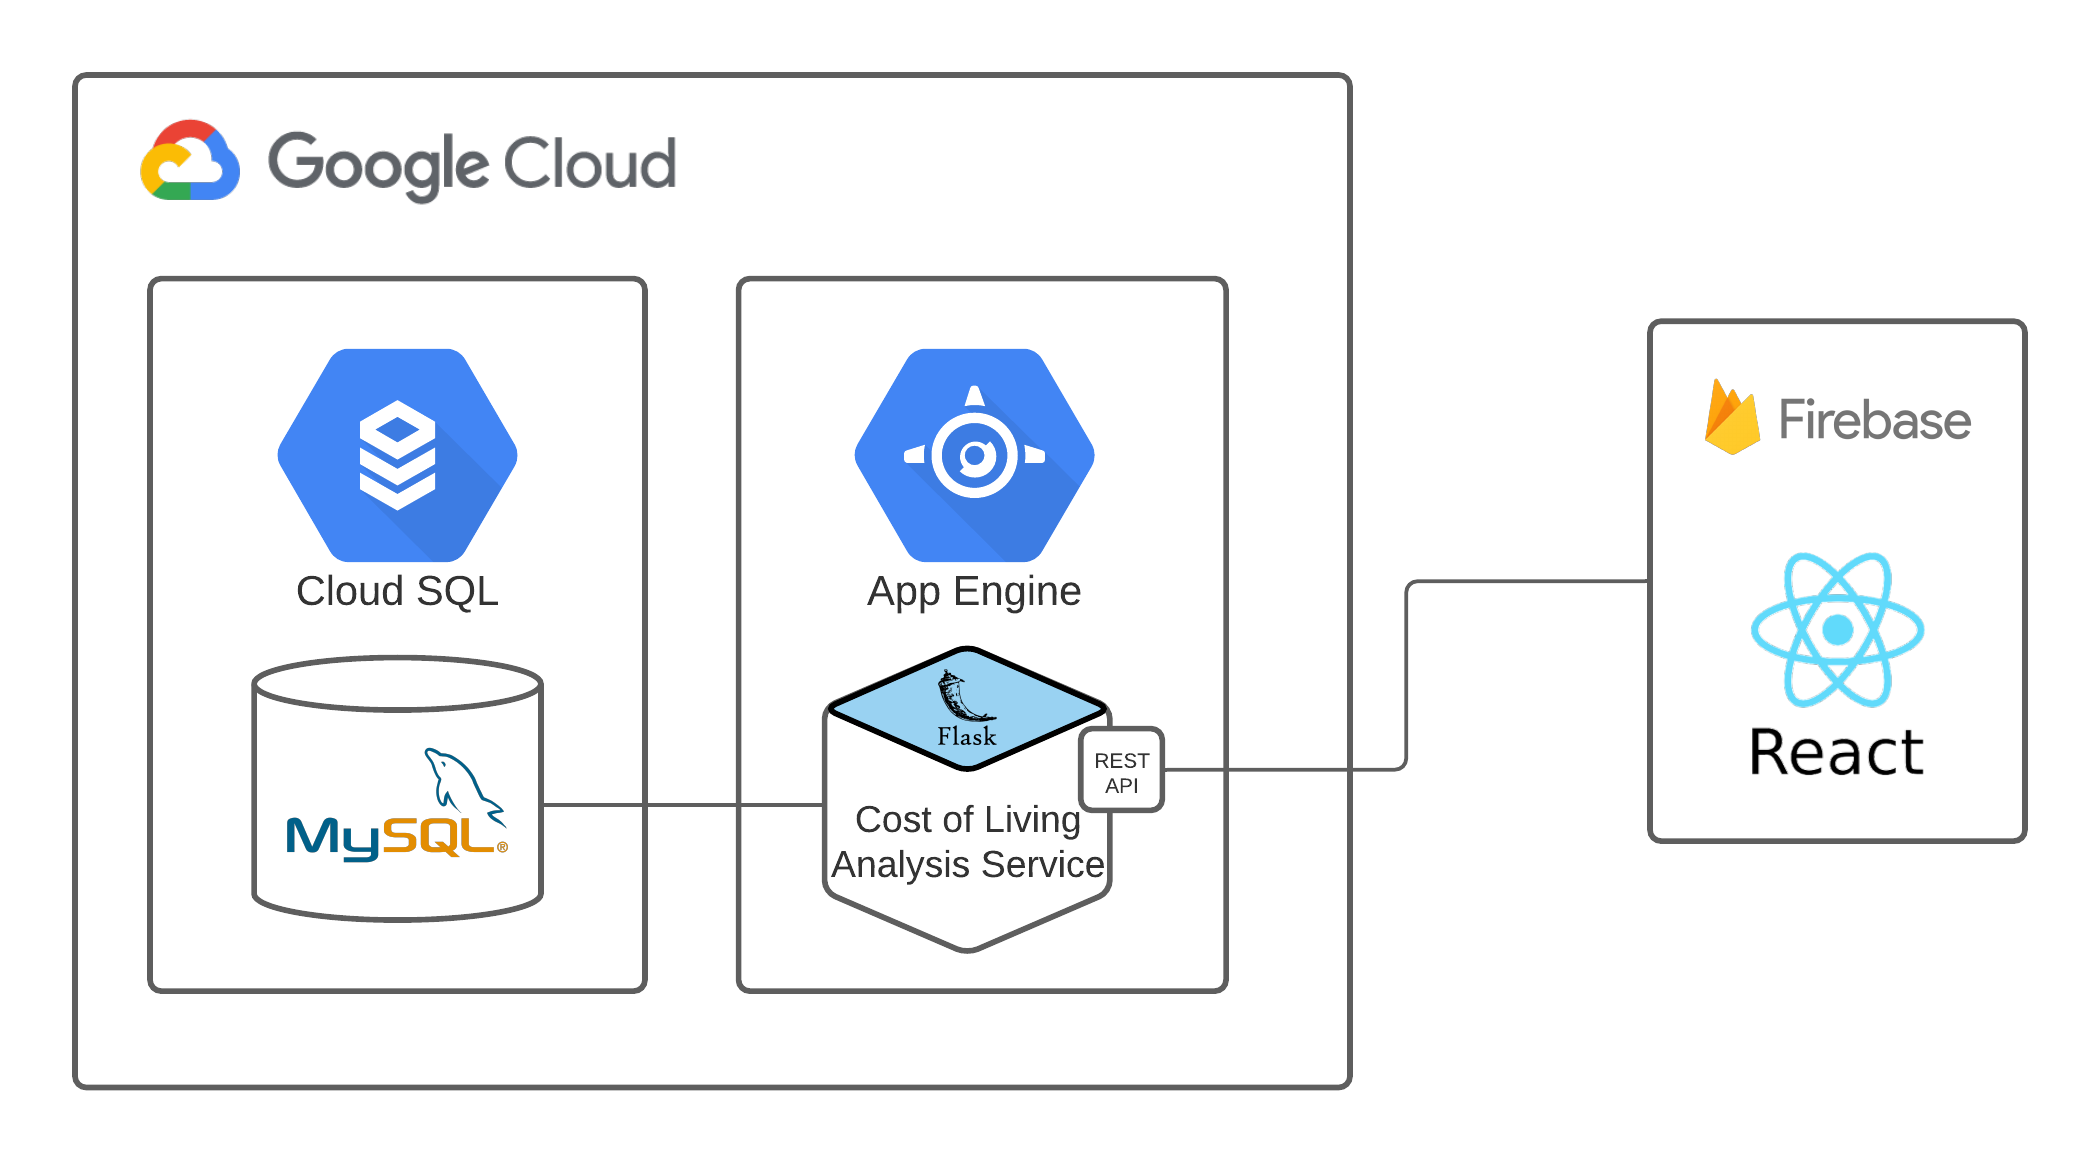 Google Cloud
Cloud SQL
MySQL®
App Engine
Flask
REST
API
Cost of Living
Analysis Service
Firebase
React